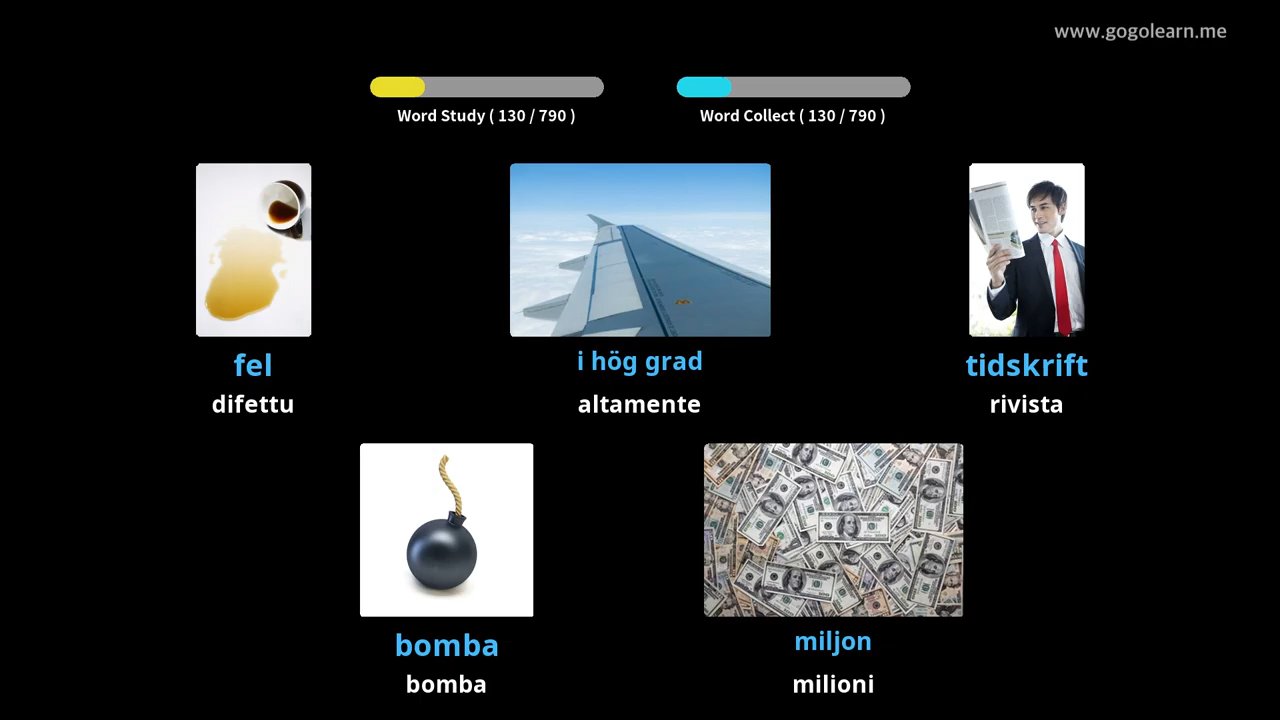 www.gogolearn.me
Word Study ( 130 / 790 )
Word Collect ( 130 / 790 )
fel
difettu
i hög grad
altamente
tidskrift
rivista
bomba
bomba
miljon
milioni